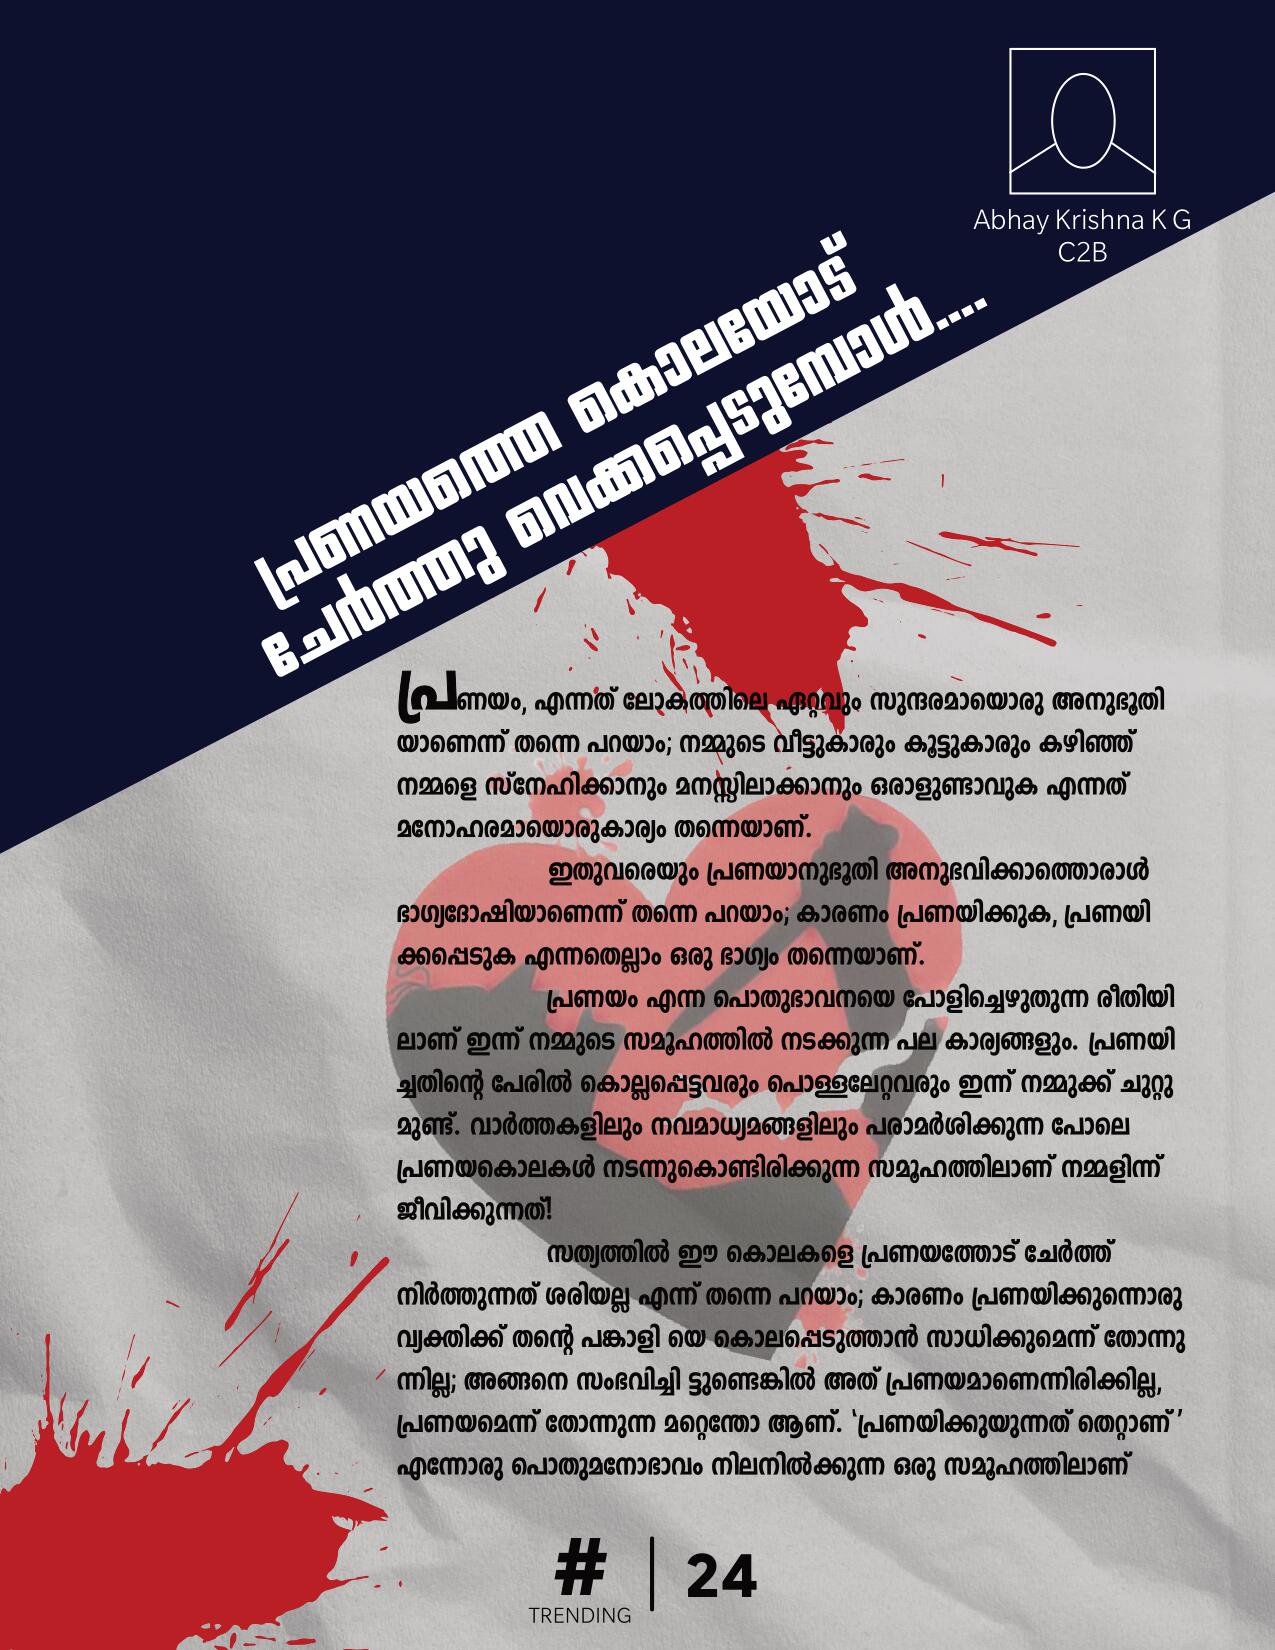 Abhay Krishna K G
C2B
പ്രണയത്തെ കൊലയോട്
ചേർത്തു വെക്കപ്പെടുമ്പോൾ....
പ്രണയം, എന്നത് ലോകത്തിലെ ഏറ്റവും സുന്ദരമായൊരു അനുഭൂതി
യാണെന്ന് തന്നെ പറയാം; നമ്മുടെ വീട്ടുകാരും കൂട്ടുകാരും കഴിഞ്ഞ്
നമ്മളെ സ്നേഹിക്കാനും മനസ്സിലാക്കാനും ഒരാളുണ്ടാവുക എന്നത്
മനോഹരമായൊരുകാര്യം തന്നെയാണ്.
ഇതുവരെയും പ്രണയാനുഭൂതി അനുഭവിക്കാത്തൊരാൾ
ഭാഗ്യദോഷിയാണെന്ന് തന്നെ പറയാം; കാരണം പ്രണയിക്കുക, പ്രണയി
ക്കപ്പെടുക എന്നതെല്ലാം ഒരു ഭാഗ്യം തന്നെയാണ്.
പ്രണയം എന്ന പൊതുഭാവനയെ പോളിച്ചെഴുതുന്ന രീതിയി
ലാണ് ഇന്ന് നമ്മുടെ സമൂഹത്തിൽ നടക്കുന്ന പല കാര്യങ്ങളും. പ്രണയി
ച്ചതിന്റെ പേരിൽ കൊല്ലപ്പെട്ടവരും പൊള്ളലേറ്റവരും ഇന്ന് നമ്മുക്ക് ചുറ്റു
മുണ്ട്. വാർത്തകളിലും നവമാധ്യമങ്ങളിലും പരാമർശിക്കുന്ന പോലെ
പ്രണയകൊലകൾ നടന്നുകൊണ്ടിരിക്കുന്ന സമൂഹത്തിലാണ് നമ്മളിന്ന്
ജീവിക്കുന്നത്!
സത്യത്തിൽ ഈ കൊലകളെ പ്രണയത്തോട് ചേർത്ത്
നിർത്തുന്നത് ശരിയല്ല എന്ന് തന്നെ പറയാം; കാരണം പ്രണയിക്കുന്നൊരു
വ്യക്തിക്ക് തന്റെ പങ്കാളി യെ കൊലപ്പെടുത്താൻ സാധിക്കുമെന്ന് തോന്നു
ന്നില്ല; അങ്ങനെ സംഭവിച്ചി ട്ടുണ്ടെങ്കിൽ അത് പ്രണയമാണെന്നിരിക്കില്ല,
പ്രണയമെന്ന് തോന്നുന്ന മറ്റെന്തോ ആണ്. ‘പ്രണയിക്കുയുന്നത് തെറ്റാണ് ’
എന്നോരു പൊതുമനോഭാവം നിലനിൽക്കുന്ന ഒരു സമൂഹത്തിലാണ്
# | 24
TRENDING